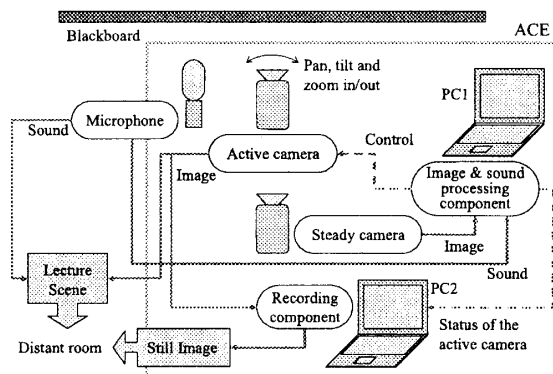 Blackboard
ACE
Pan, tilt and
zoom in/out
PC1
Sound
Microphone
Control
Image
Active camera
Image & sound
processing
component
Steady camera
Image
Sound
Lecture
Scene
Recording
component
PC2
Status of the
active camera
Distant room
Still Image